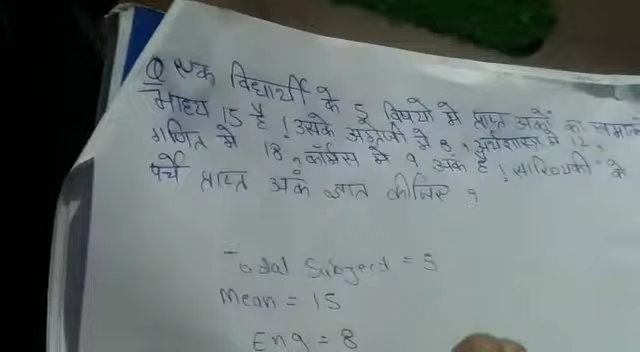 Q एक विद्यार्थी के 5 विषयो मे प्राप्त अंको का समान्तर
माध्य 15 है ! उसके अंग्रेजी मे 8, अर्थशास्त्र मे 12,
गणित मे 18, कॉमर्स मे 9 अंक है ! सांख्यिकी के
पर्चे प्राप्त अंक ज्ञात कीजिए ?
Total Subject = 5
Mean = 15
Eng = 8